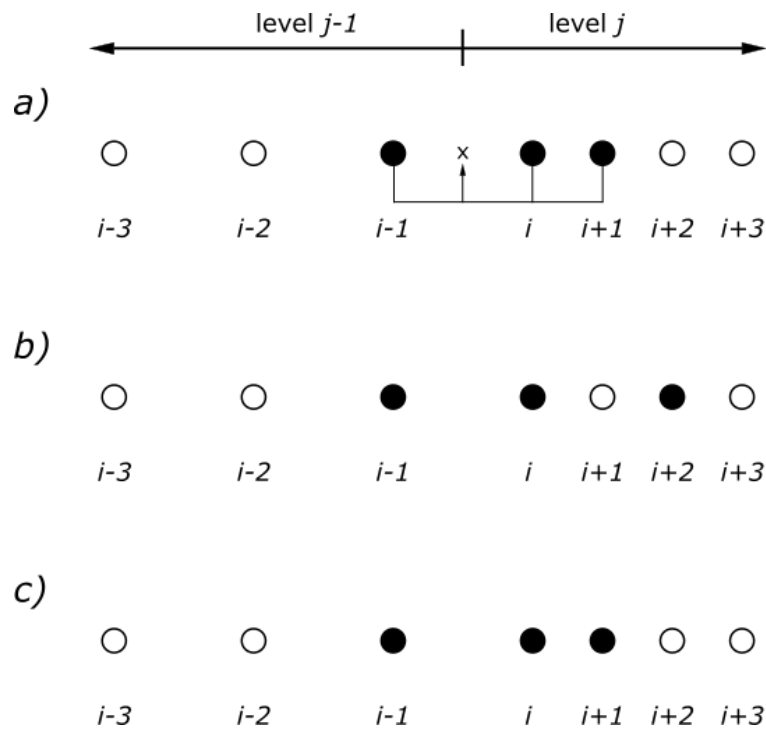 level j-1 level j
a)
x
i-3 i-2 i-1 i i+1 i+2 i+3
b)
i-3 i-2 i-1 i i+1 i+2 i+3
c)
i-3 i-2 i-1 i i+1 i+2 i+3